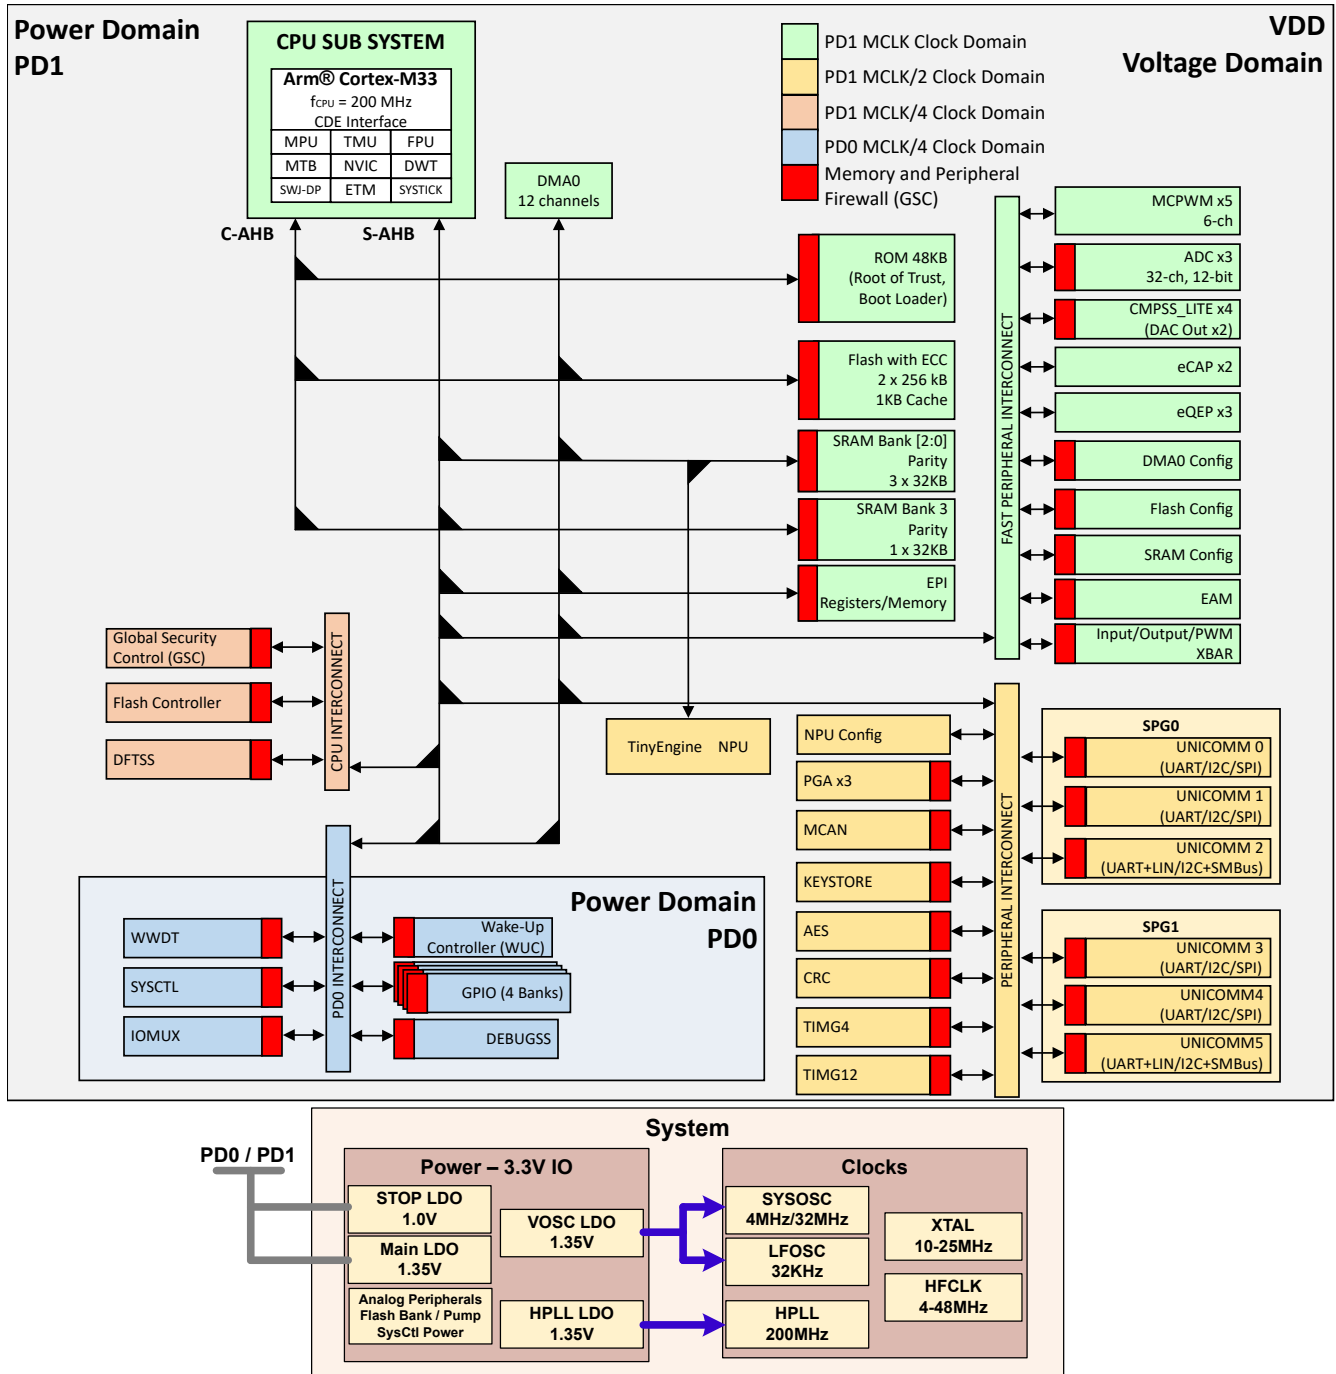 Power Domain
PD1
VDD
Voltage Domain
CPU SUB SYSTEM
Arm® Cortex-M33
fCPU = 200 MHz
CDE Interface
MPU TMU FPU
MTB NVIC DWT
SWJ-DP ETM SYSTICK
C-AHB
S-AHB
DMA0
12 channels
PD1 MCLK Clock Domain
PD1 MCLK/2 Clock Domain
PD1 MCLK/4 Clock Domain
PD0 MCLK/4 Clock Domain
Memory and Peripheral
Firewall (GSC)
ROM 48KB
(Root of Trust,
Boot Loader)
Flash with ECC
2 x 256 kB
1KB Cache
SRAM Bank [2:0]
Parity
3 x 32KB
SRAM Bank 3
Parity
1 x 32KB
EPI
Registers/Memory
FAST PERIPHERAL INTERCONNECT
MCPWM x5
6-ch
ADC x3
32-ch, 12-bit
CMPSS_LITE x4
(DAC Out x2)
eCAP x2
eQEP x3
DMA0 Config
Flash Config
SRAM Config
EAM
Input/Output/PWM
XBAR
Global Security
Control (GSC)
Flash Controller
DFTSS
CPU INTERCONNECT
TinyEngine NPU
NPU Config
PGA x3
MCAN
KEYSTORE
AES
CRC
TIMG4
TIMG12
PERIPHERAL INTERCONNECT
SPG0
UNICOMM 0
(UART/I2C/SPI)
UNICOMM 1
(UART/I2C/SPI)
UNICOMM 2
(UART+LIN/I2C+SMBus)
SPG1
UNICOMM 3
(UART/I2C/SPI)
UNICOMM4
(UART/I2C/SPI)
UNICOMM5
(UART+LIN/I2C+SMBus)
Power Domain
PD0
PD0 INTERCONNECT
WWDT
SYSCTL
IOMUX
Wake-Up
Controller (WUC)
GPIO (4 Banks)
DEBUGSS
System
PD0 / PD1
Power – 3.3V IO
STOP LDO
1.0V
Main LDO
1.35V
Analog Peripherals
Flash Bank / Pump
SysCtl Power
VOSC LDO
1.35V
HPLL LDO
1.35V
Clocks
SYSOSC
4MHz/32MHz
LFOSC
32KHz
HPLL
200MHz
XTAL
10-25MHz
HFCLK
4-48MHz